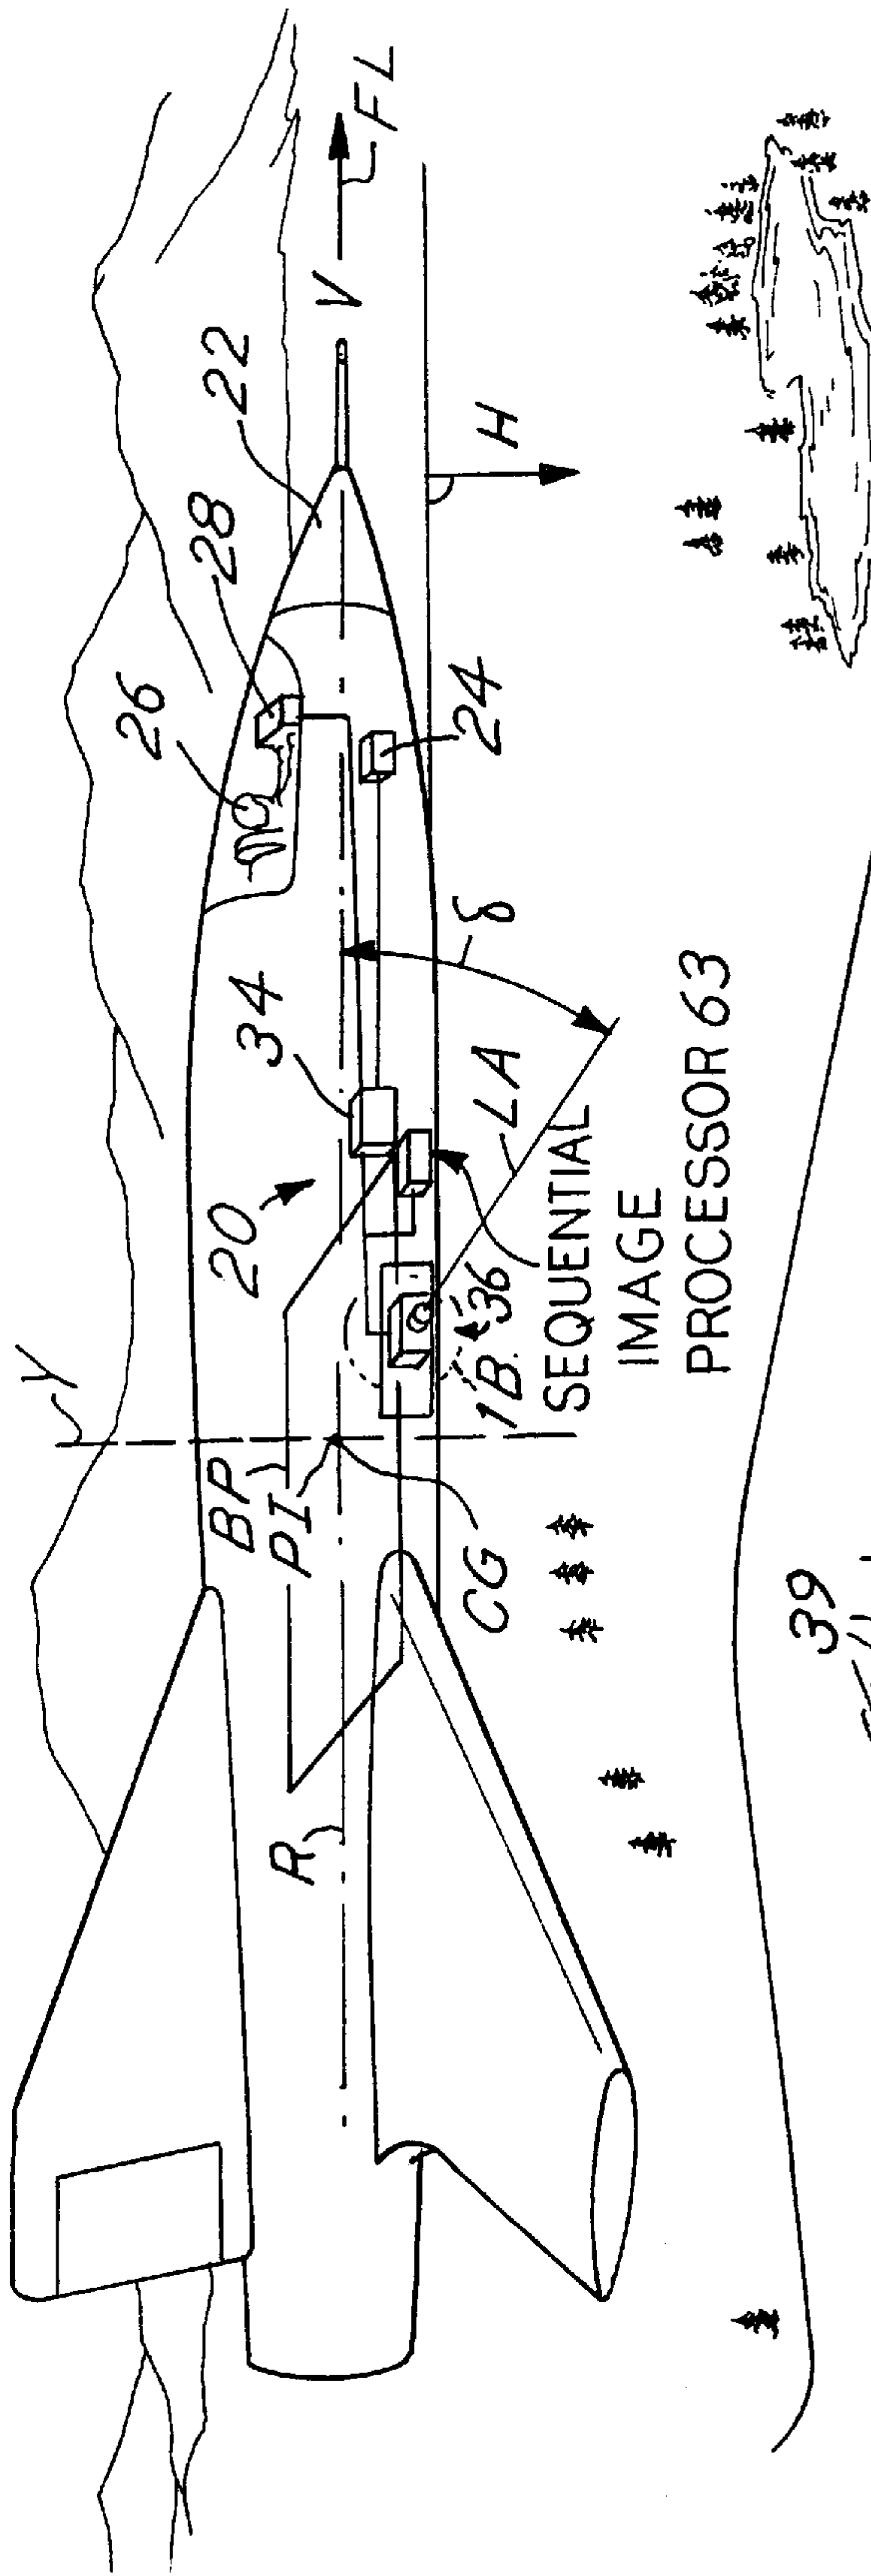 FL
V
22
28
H
26
24
δ
34
LA
20
SEQUENTIAL
IMAGE
PROCESSOR 63
36
1B.
Y
BP
PI
CG
R
39